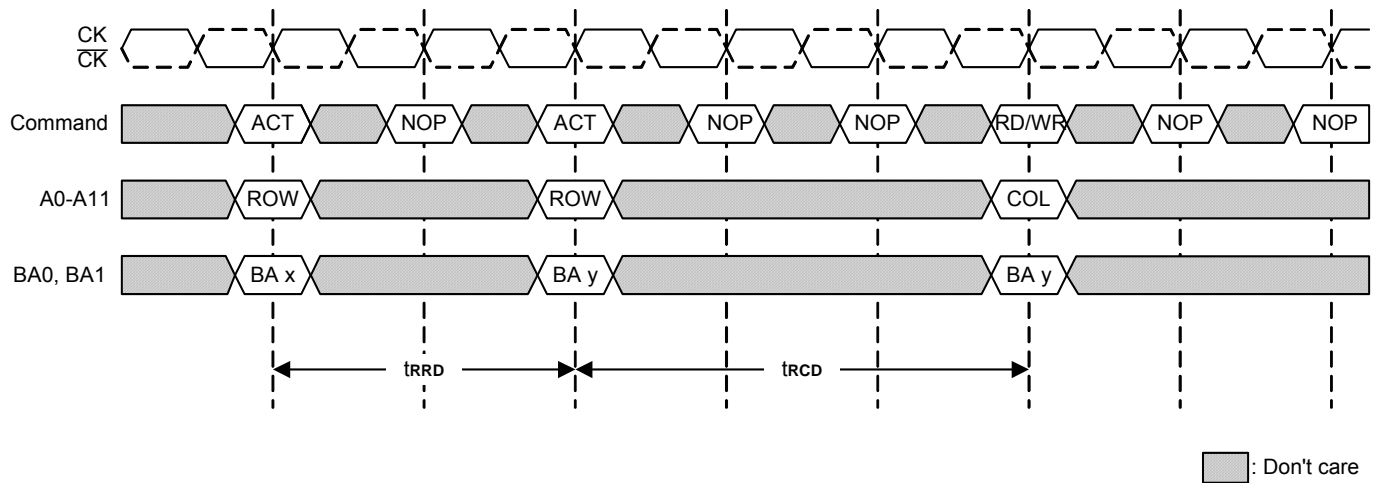 CK
CK
Command ACT NOP ACT NOP NOP RD/WR NOP NOP
A0-A11 ROW ROW COL
BA0, BA1 BA x BA y BA y
tRRD tRCD
: Don't care